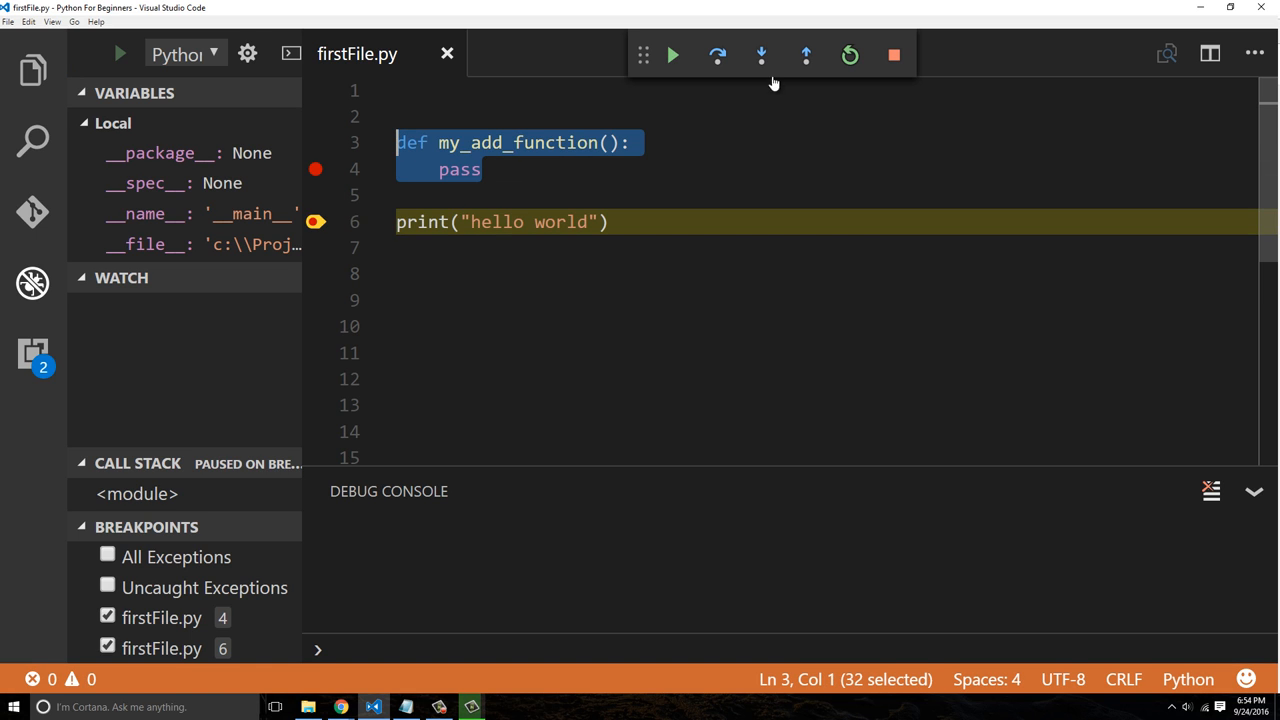 firstFile.py - Python For Beginners - Visual Studio Code
File Edit View Go Help
Pythor
firstFile.py
VARIABLES
Local
__package__: None
__spec__: None
__name__: '__main__'
__file__: 'c:\\Proj…
WATCH
CALL STACK PAUSED ON BRE...
<module>
BREAKPOINTS
All Exceptions
Uncaught Exceptions
firstFile.py 4
firstFile.py 6
2
1
2
3 def my_add_function():
4 pass
5
6 print("hello world")
7
8
9
10
11
12
13
14
15
DEBUG CONSOLE
0 0
Ln 3, Col 1 (32 selected) Spaces: 4 UTF-8 CRLF Python
I'm Cortana. Ask me anything.
6:54 PM
9/24/2016